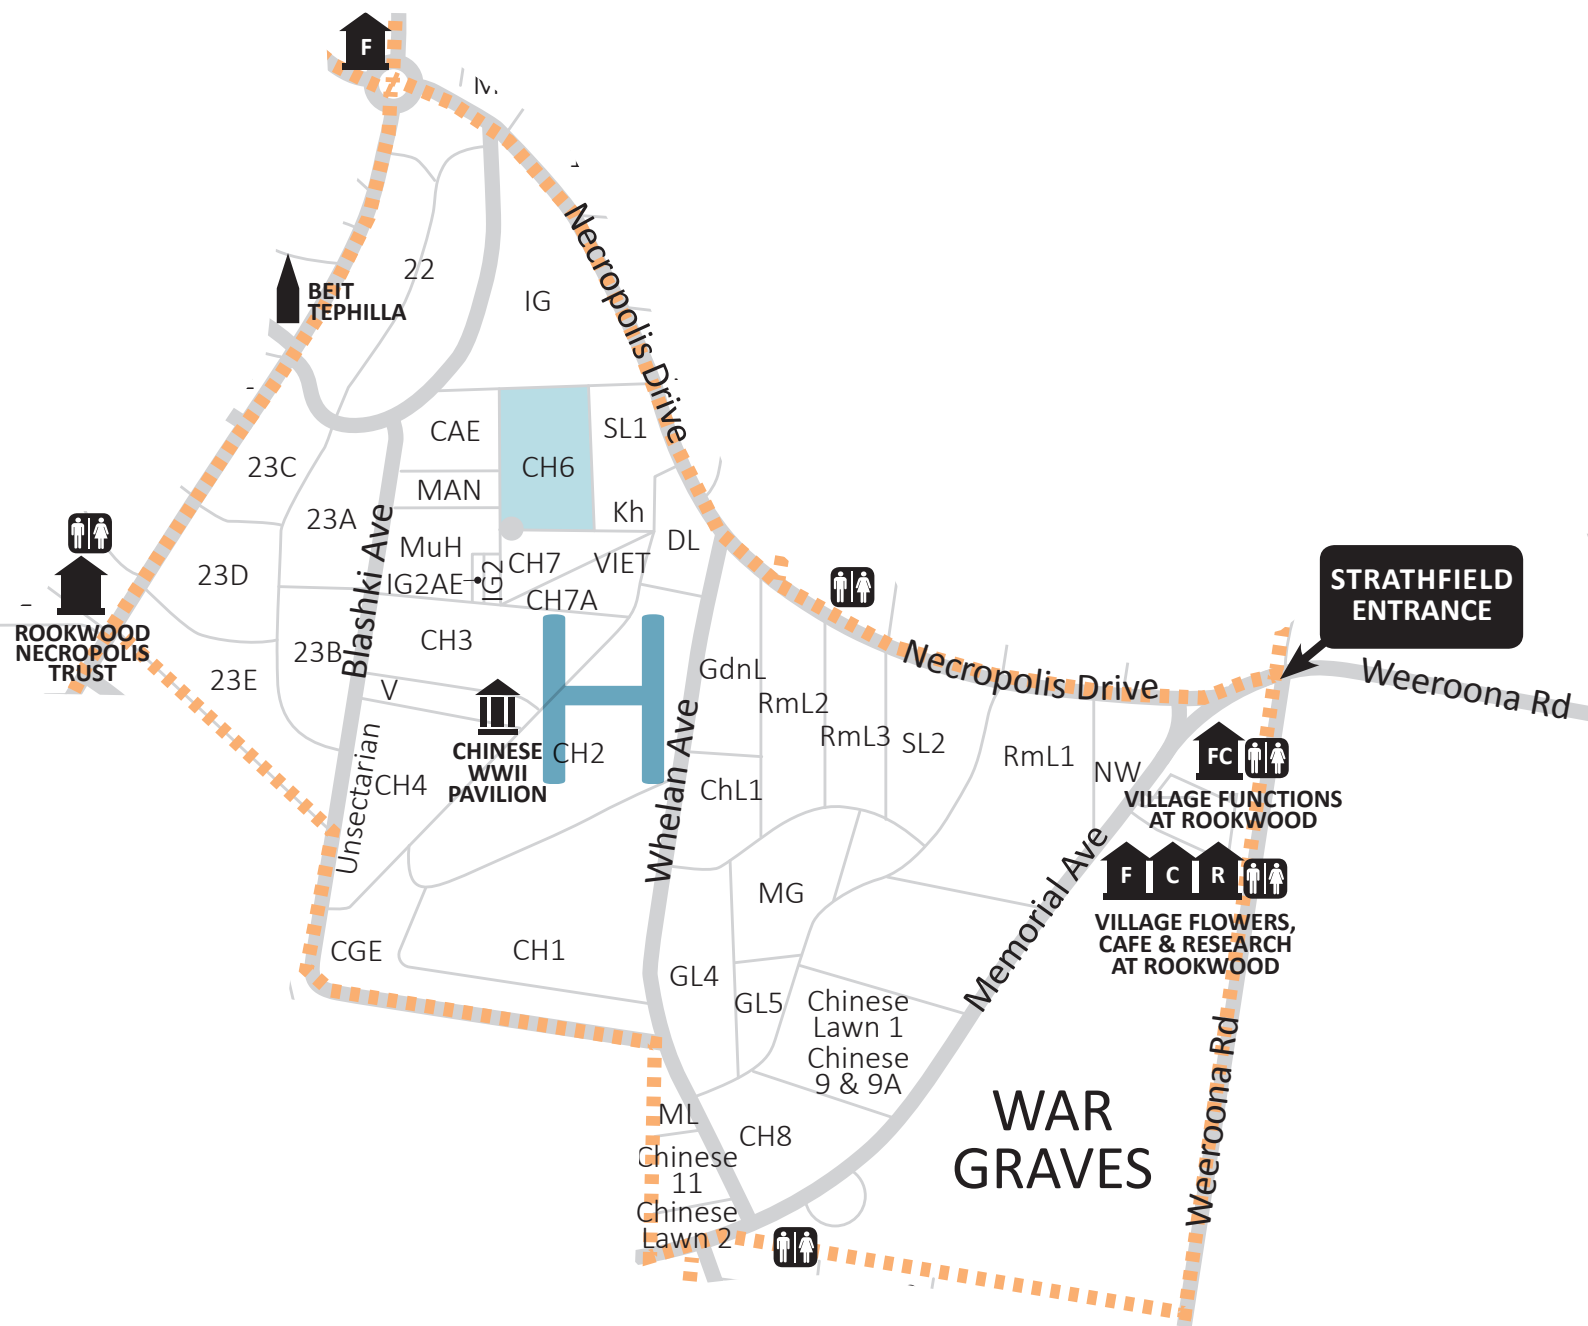 F
BEIT
TEPHILLA
22
IG
Necropolis Drive
CAE
CH6
SL1
23C
MAN
Kh
23A
Blashki Ave
MuH
CH7
VIET
DL
IG2AE
IG2
23D
CH7A
ROOKWOOD
NECROPOLIS
TRUST
STRATHFIELD
ENTRANCE
23B
CH3
23E
V
H
GdnL
RmL2
Necropolis Drive
Weeroona Rd
Unsectarian
CHINESE
WWII
PAVILION
CH2
Whelan Ave
RmL3
SL2
RmL1
NW
FC
CH4
ChL1
VILLAGE FUNCTIONS
AT ROOKWOOD
Memorial Ave
F
C
R
MG
VILLAGE FLOWERS,
CAFE & RESEARCH
AT ROOKWOOD
CGE
CH1
GL4
GL5
Chinese
Lawn 1
Chinese
9 & 9A
Weeroona Rd
ML
CH8
WAR
GRAVES
Chinese
11
Chinese
Lawn 2